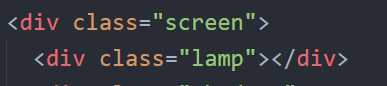 <div class="screen">
<div class="lamp"></div>